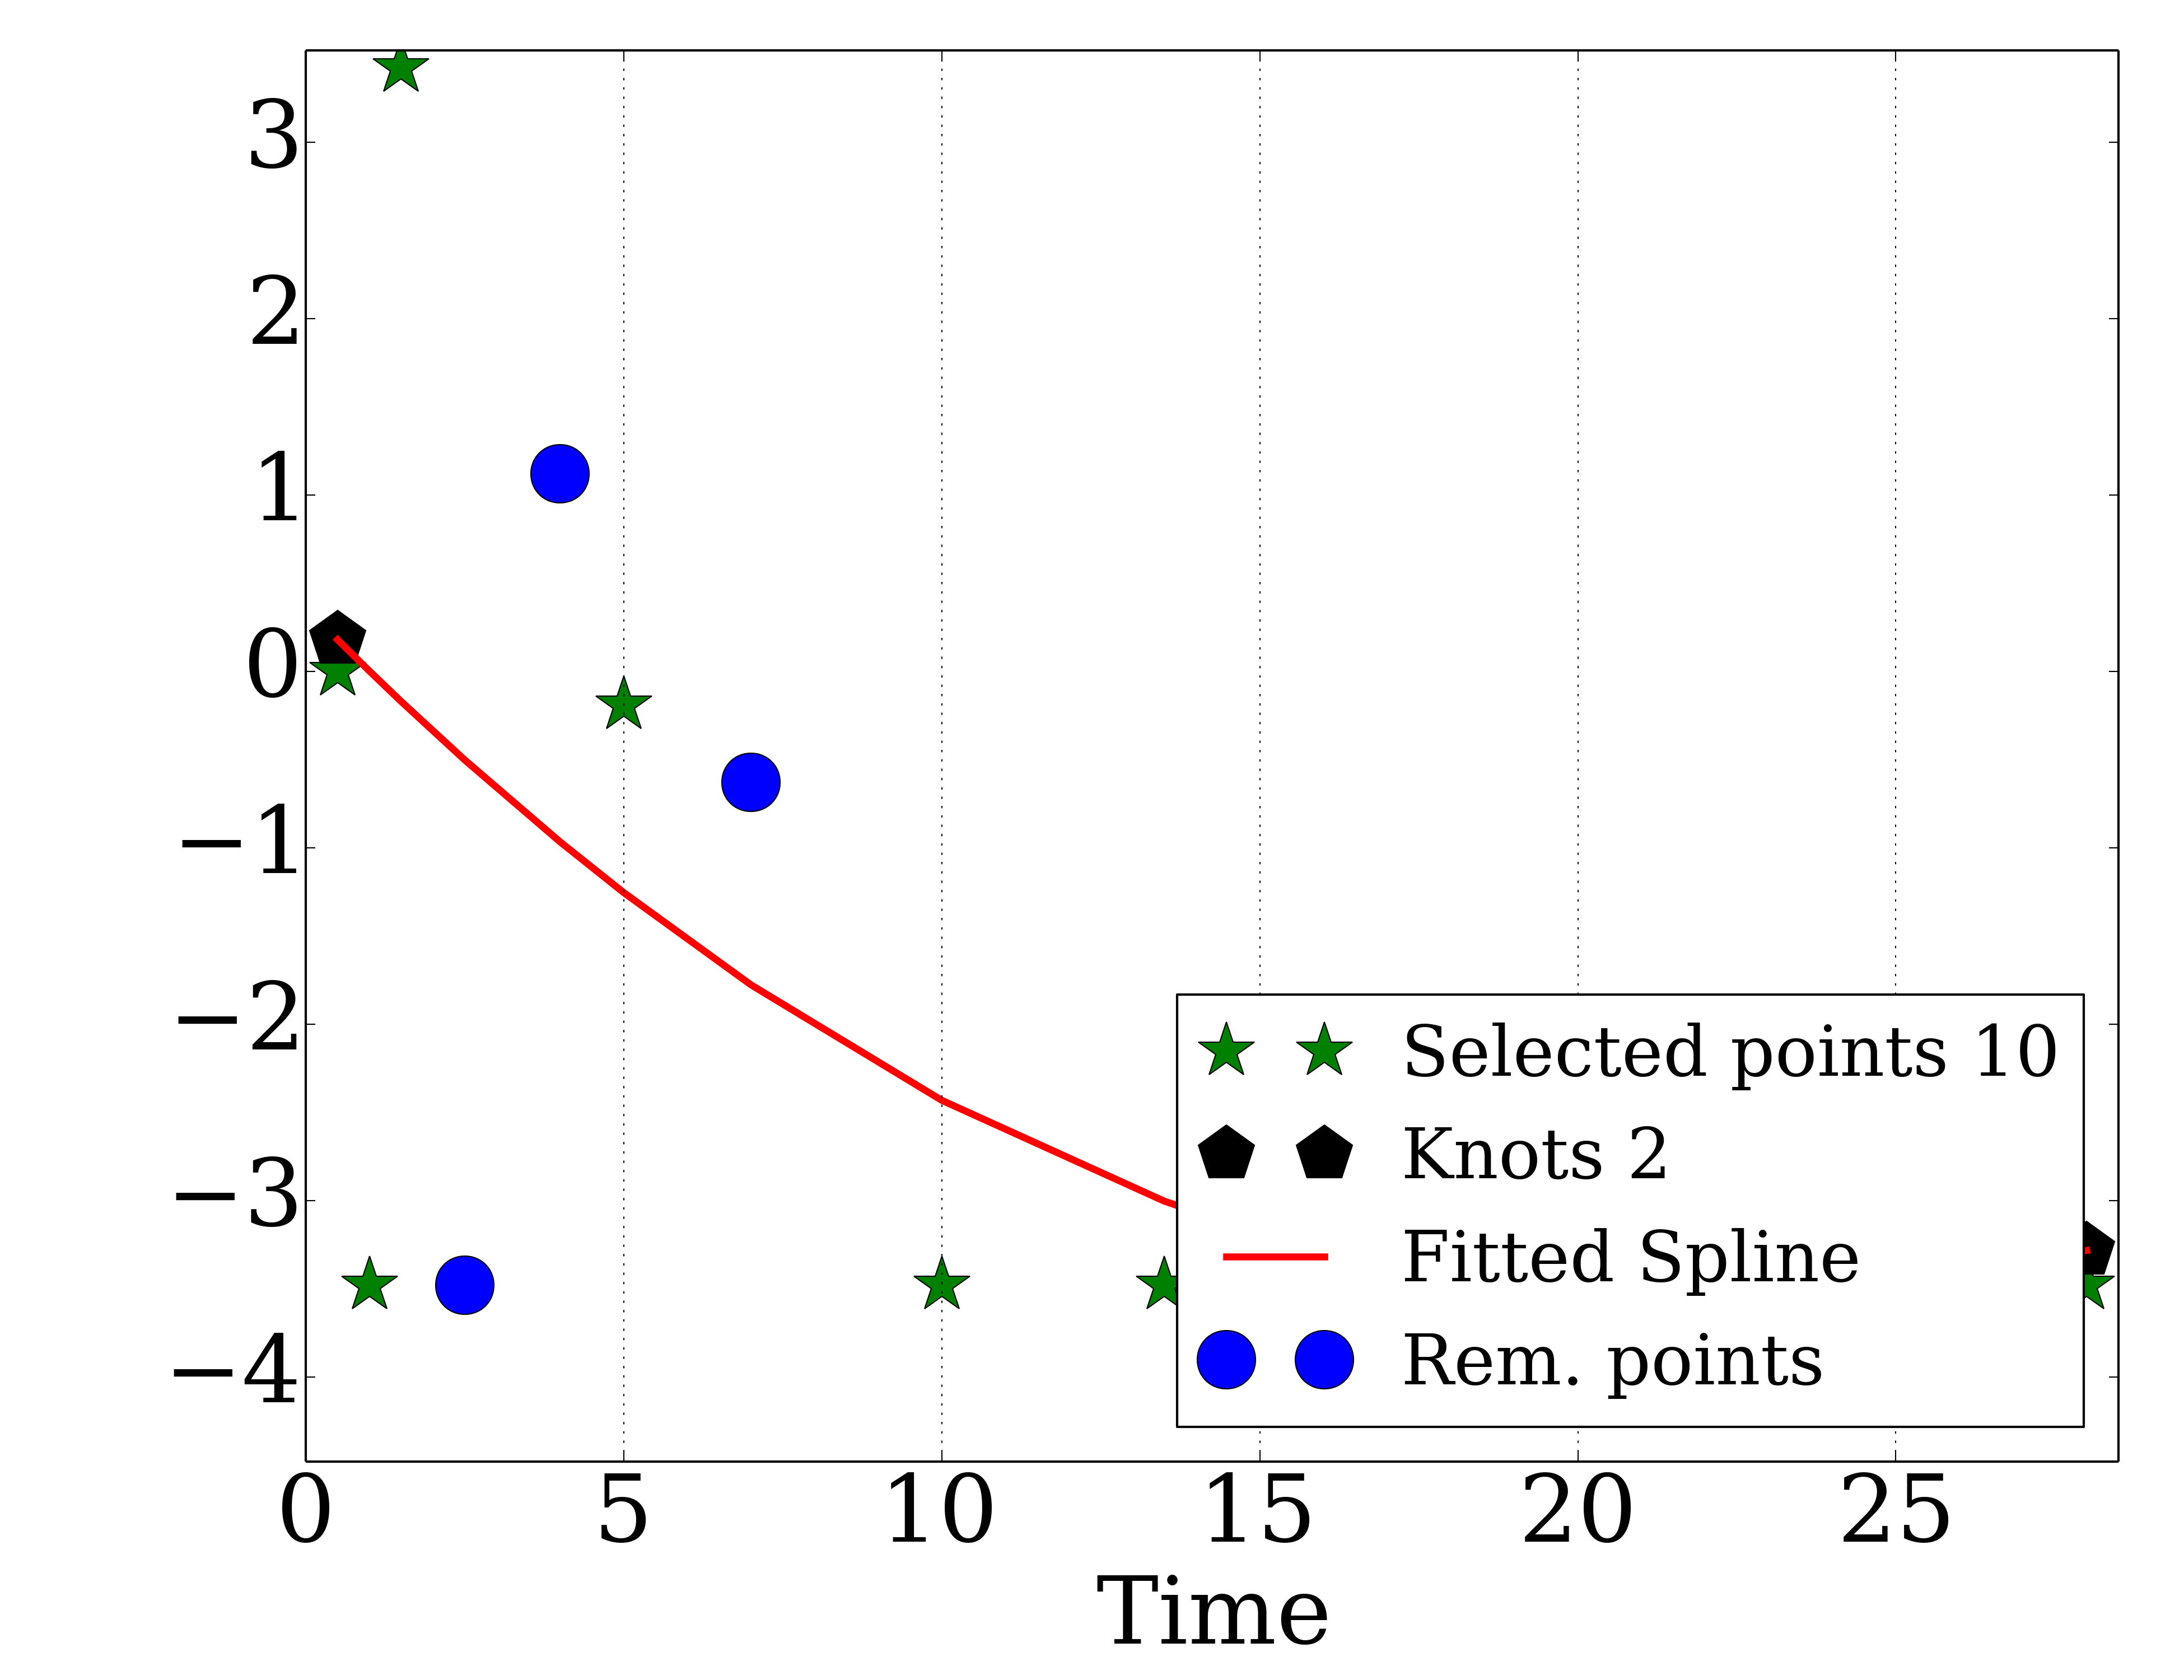 3
2
1
0
−1
−2
−3
−4
Selected points 10
Knots 2
Fitted Spline
Rem. points
0 5 10 15 20 25
Time